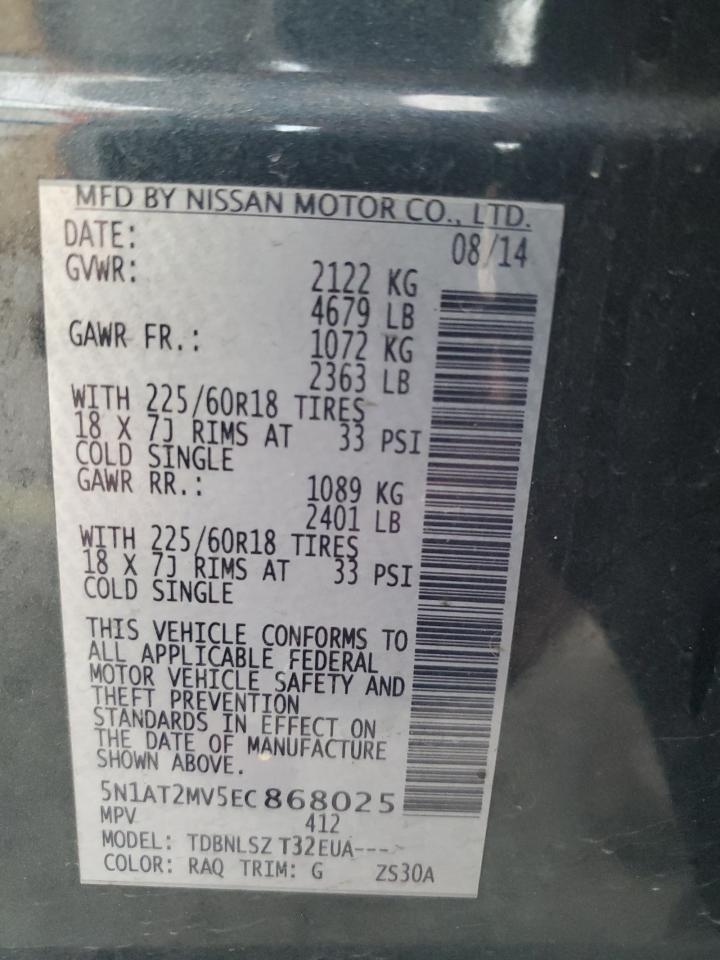 MFD BY NISSAN MOTOR CO., LTD.
DATE: 08/14
GVWR: 2122 KG
4679 LB
GAWR FR.: 1072 KG
2363 LB
WITH 225/60R18 TIRES
18 X 7J RIMS AT 33 PSI
COLD SINGLE
GAWR RR.: 1089 KG
2401 LB
WITH 225/60R18 TIRES
18 X 7J RIMS AT 33 PSI
COLD SINGLE
THIS VEHICLE CONFORMS TO
ALL APPLICABLE FEDERAL
MOTOR VEHICLE SAFETY AND
THEFT PREVENTION
STANDARDS IN EFFECT ON
THE DATE OF MANUFACTURE
SHOWN ABOVE.
5N1AT2MV5EC868025
MPV 412
MODEL: TDBNLSZ T32EUA---
COLOR: RAQ TRIM: G ZS30A